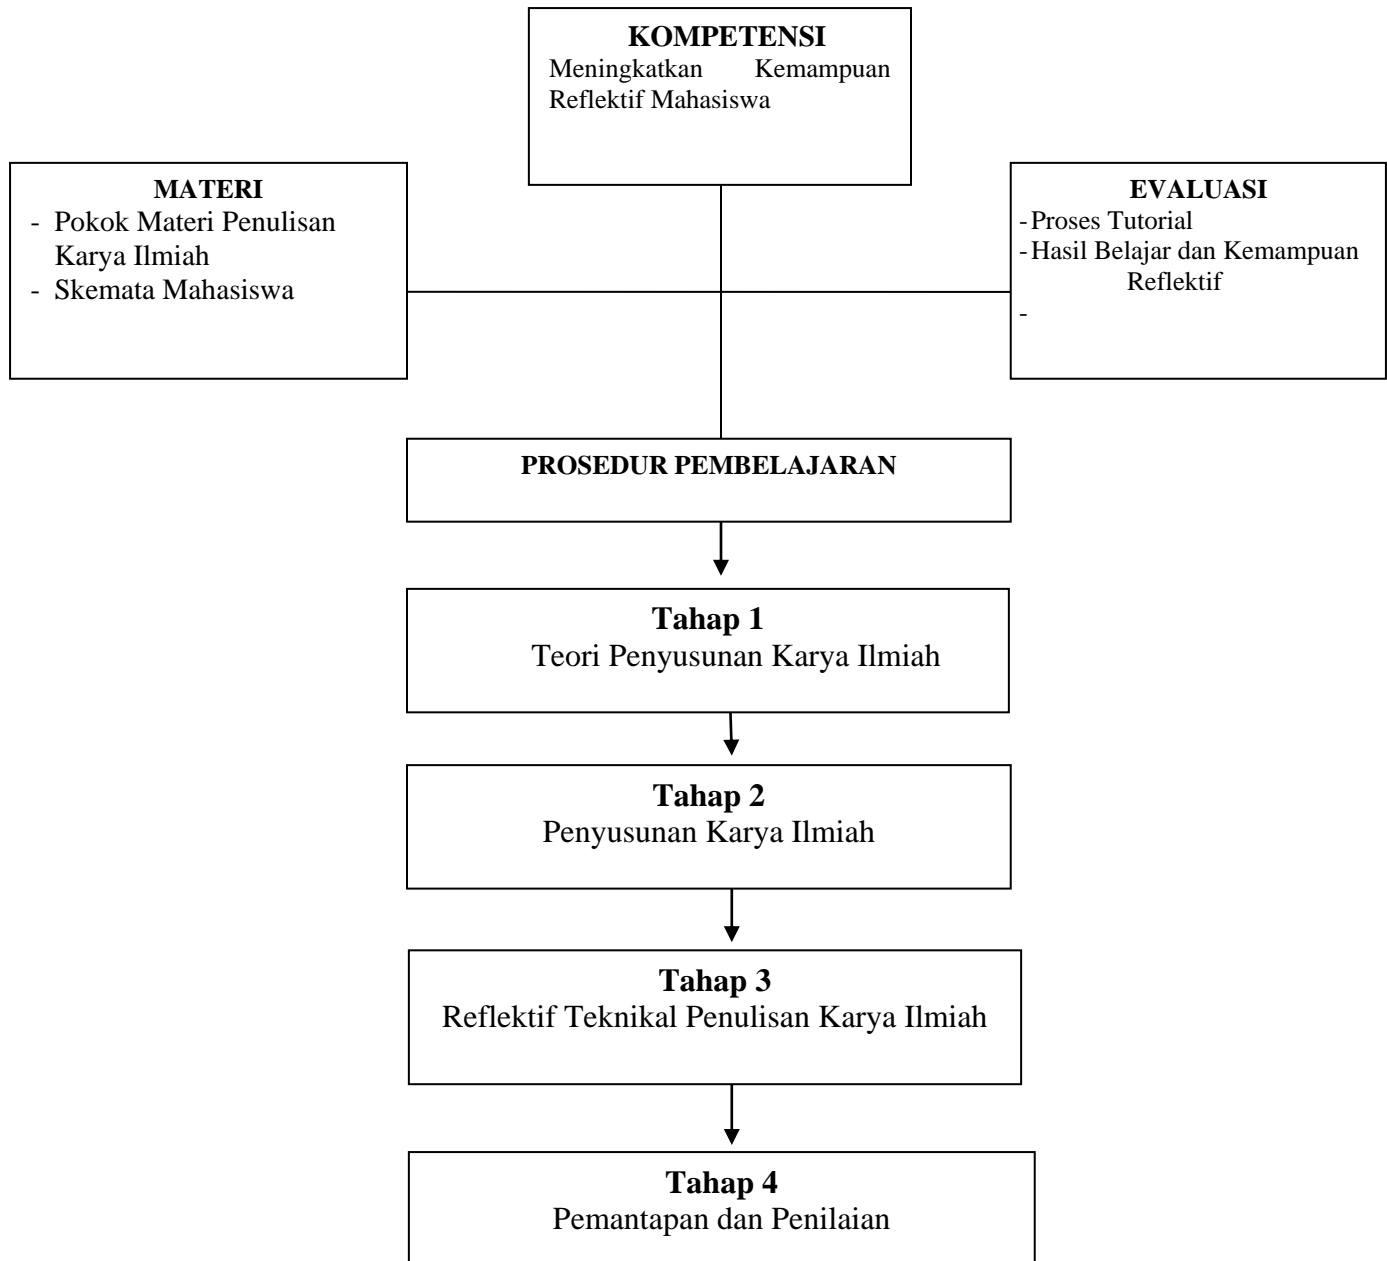 KOMPETENSI
Meningkatkan Kemampuan
Reflektif Mahasiswa
MATERI
- Pokok Materi Penulisan
Karya Ilmiah
- Skemata Mahasiswa
EVALUASI
- Proses Tutorial
- Hasil Belajar dan Kemampuan
Reflektif
-
PROSEDUR PEMBELAJARAN
Tahap 1
Teori Penyusunan Karya Ilmiah
Tahap 2
Penyusunan Karya Ilmiah
Tahap 3
Reflektif Teknikal Penulisan Karya Ilmiah
Tahap 4
Pemantapan dan Penilaian